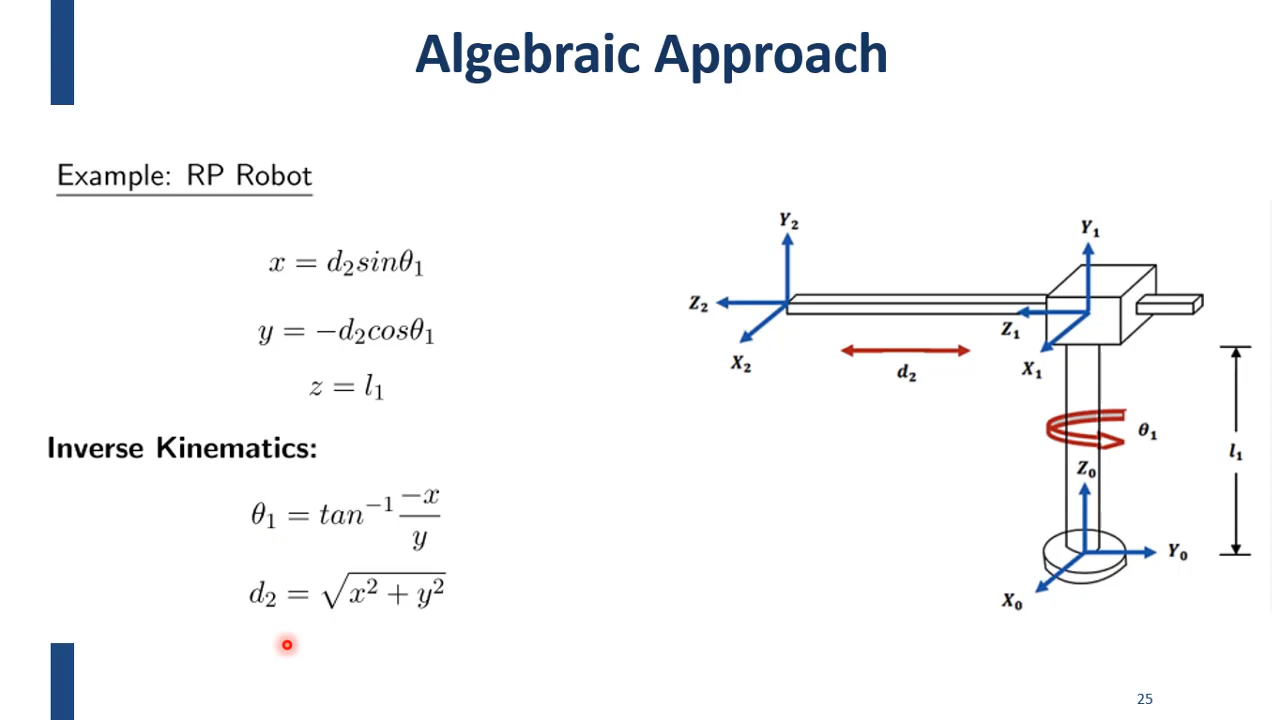 Algebraic Approach
Example: RP Robot
x = d₂sinθ₁
y = −d₂cosθ₁
z = l₁
Inverse Kinematics:
θ₁ = tan⁻¹ −x/y
d₂ = √(x² + y²)
Y₂
Z₂
X₂
d₂
Y₁
Z₁
X₁
θ₁
l₁
Z₀
Y₀
X₀
25